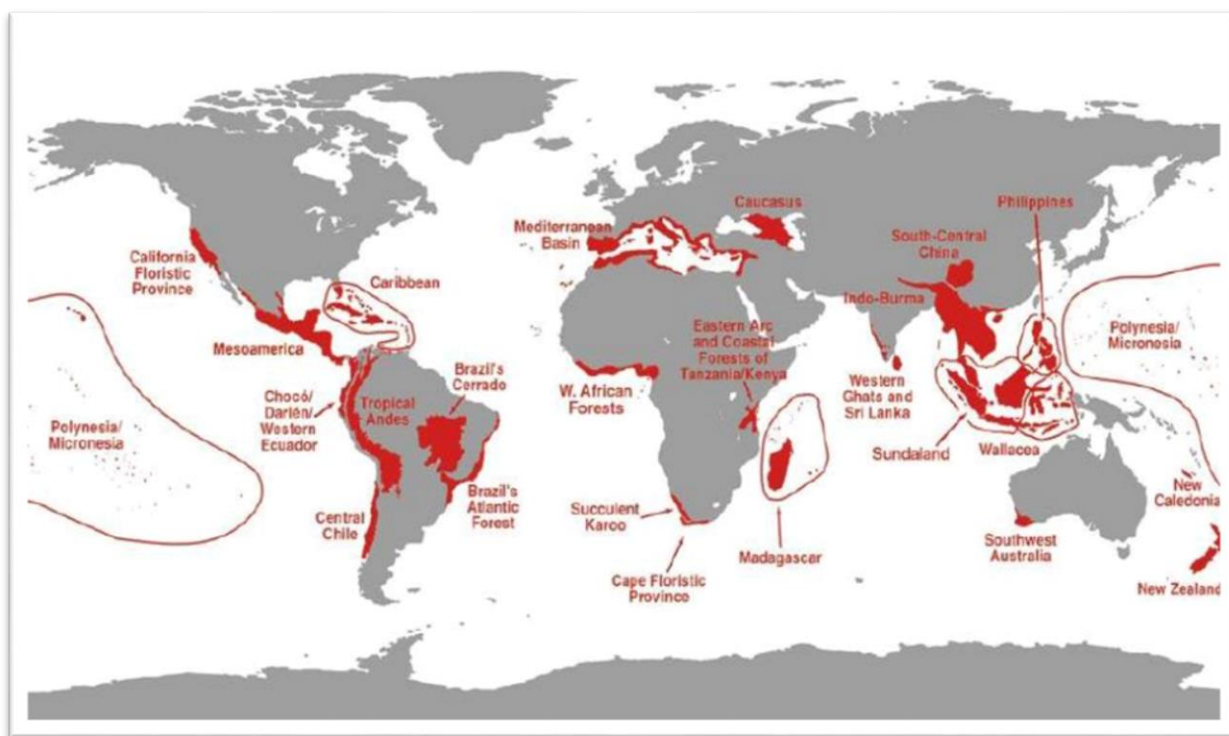 Philippines
Caucasus
Mediterranean
Basin
South-Central
China
California
Floristic
Province
Caribbean
Indo-Burma
Polynesia/
Micronesia
Eastern Arc
and Coastal
Forests of
Tanzania/Kenya
Mesoamerica
Brazil's
Cerrado
W. African
Forests
Western
Ghats and
Sri Lanka
Chocó/
Darién/
Western
Ecuador
Tropical
Andes
Polynesia/
Micronesia
Sundaland
Wallacea
New
Caledonia
Brazil's
Atlantic
Forest
Central
Chile
Succulent
Karoo
Madagascar
Southwest
Australia
Cape Floristic
Province
New Zealand